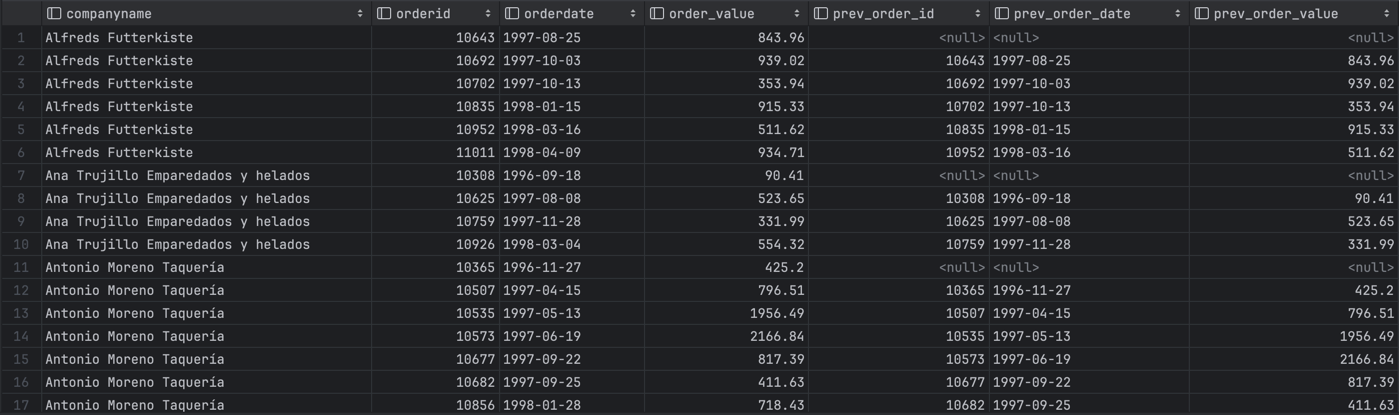 companyname orderid orderdate order_value prev_order_id prev_order_date prev_order_value
1 Alfreds Futterkiste 10643 1997-08-25 843.96 <null> <null> <null>
2 Alfreds Futterkiste 10692 1997-10-03 939.02 10643 1997-08-25 843.96
3 Alfreds Futterkiste 10702 1997-10-13 353.94 10692 1997-10-03 939.02
4 Alfreds Futterkiste 10835 1998-01-15 915.33 10702 1997-10-13 353.94
5 Alfreds Futterkiste 10952 1998-03-16 511.62 10835 1998-01-15 915.33
6 Alfreds Futterkiste 11011 1998-04-09 934.71 10952 1998-03-16 511.62
7 Ana Trujillo Emparedados y helados 10308 1996-09-18 90.41 <null> <null> <null>
8 Ana Trujillo Emparedados y helados 10625 1997-08-08 523.65 10308 1996-09-18 90.41
9 Ana Trujillo Emparedados y helados 10759 1997-11-28 331.99 10625 1997-08-08 523.65
10 Ana Trujillo Emparedados y helados 10926 1998-03-04 554.32 10759 1997-11-28 331.99
11 Antonio Moreno Taquería 10365 1996-11-27 425.2 <null> <null> <null>
12 Antonio Moreno Taquería 10507 1997-04-15 796.51 10365 1996-11-27 425.2
13 Antonio Moreno Taquería 10535 1997-05-13 1956.49 10507 1997-04-15 796.51
14 Antonio Moreno Taquería 10573 1997-06-19 2166.84 10535 1997-05-13 1956.49
15 Antonio Moreno Taquería 10677 1997-09-22 817.39 10573 1997-06-19 2166.84
16 Antonio Moreno Taquería 10682 1997-09-25 411.63 10677 1997-09-22 817.39
17 Antonio Moreno Taquería 10856 1998-01-28 718.43 10682 1997-09-25 411.63